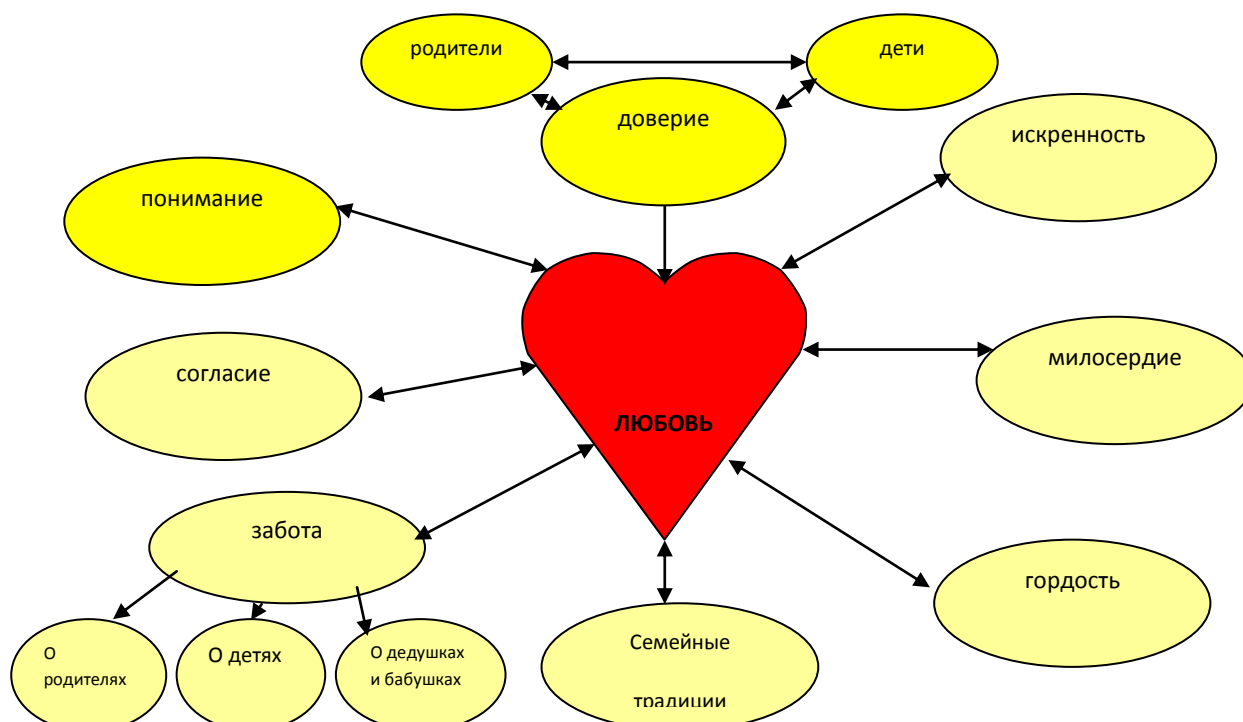 родители
дети
доверие
искренность
понимание
милосердие
согласие
ЛЮБОВЬ
забота
гордость
О
родителях
О детях
О дедушках
и бабушках
Семейные
традиции